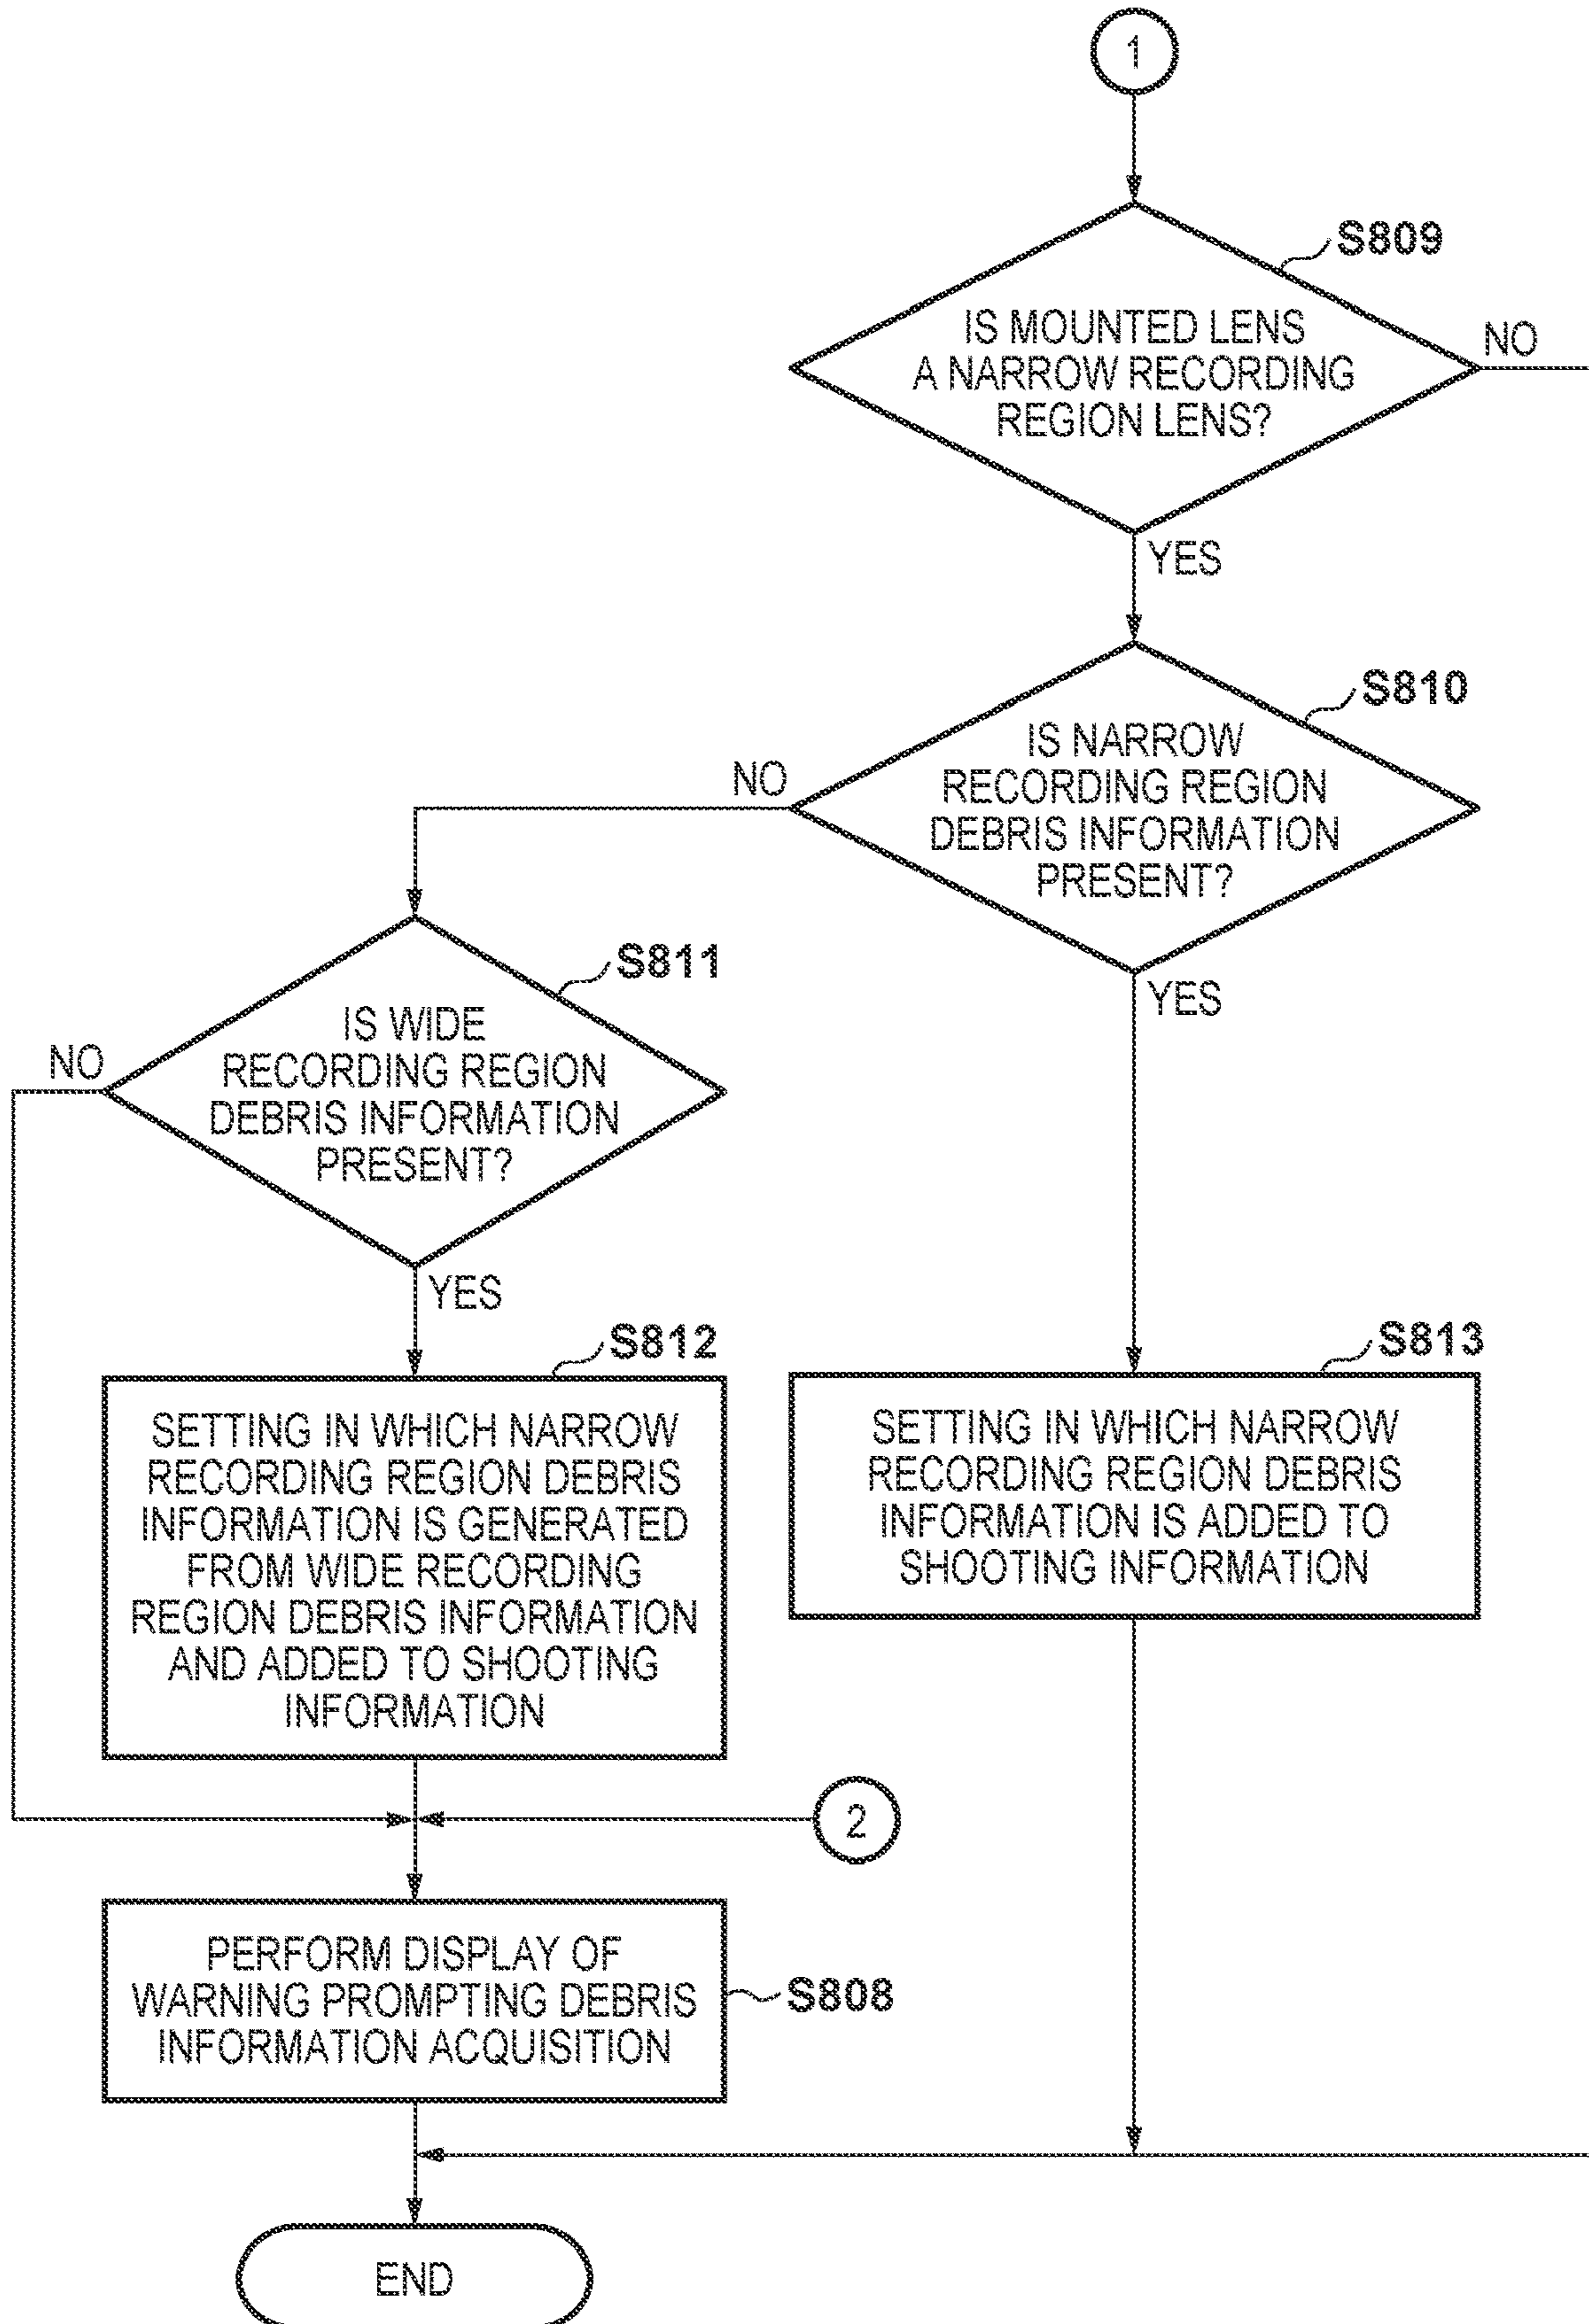 1
S809
IS MOUNTED LENS
A NARROW RECORDING
REGION LENS?
NO
YES
S810
IS NARROW
RECORDING REGION
DEBRIS INFORMATION
PRESENT?
NO
YES
S811
IS WIDE
RECORDING REGION
DEBRIS INFORMATION
PRESENT?
NO
YES
S812
SETTING IN WHICH NARROW
RECORDING REGION DEBRIS
INFORMATION IS GENERATED
FROM WIDE RECORDING
REGION DEBRIS INFORMATION
AND ADDED TO SHOOTING
INFORMATION
S813
SETTING IN WHICH NARROW
RECORDING REGION DEBRIS
INFORMATION IS ADDED TO
SHOOTING INFORMATION
2
PERFORM DISPLAY OF
WARNING PROMPTING DEBRIS
INFORMATION ACQUISITION
S808
END